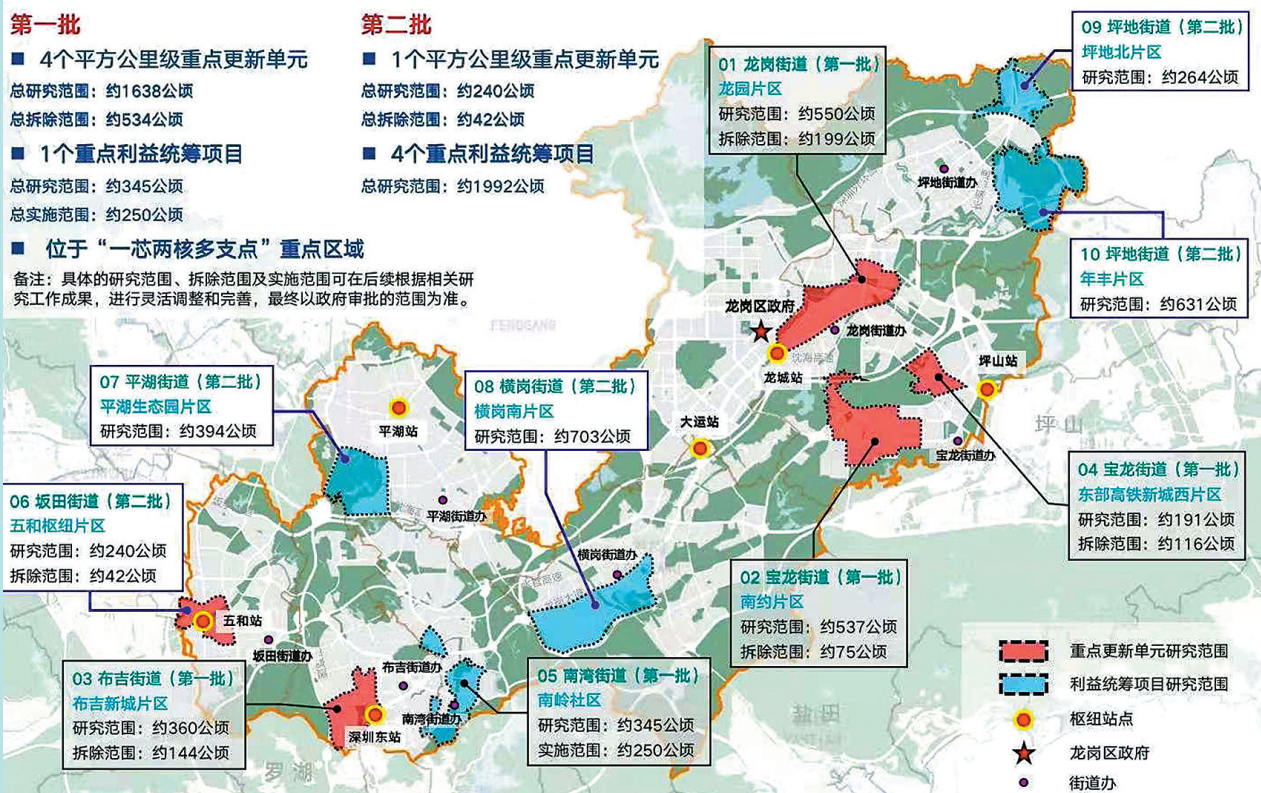 第一批
■ 4个平方公里级重点更新单元
总研究范围：约1638公顷
总拆除范围：约534公顷
■ 1个重点利益统筹项目
总研究范围：约345公顷
总实施范围：约250公顷
■ 位于“一芯两核多支点”重点区域
备注：具体的研究范围、拆除范围及实施范围可在后续根据相关研
究工作成果，进行灵活调整和完善，最终以政府审批的范围为准。
第二批
■ 1个平方公里级重点更新单元
总研究范围：约240公顷
总拆除范围：约42公顷
■ 4个重点利益统筹项目
总研究范围：约1992公顷
01 龙岗街道（第一批）
龙园片区
研究范围：约550公顷
拆除范围：约199公顷
09 坪地街道（第二批）
坪地北片区
研究范围：约264公顷
坪地街道办
10 坪地街道（第二批）
年丰片区
研究范围：约631公顷
龙岗区政府
龙岗街道办
沈海高速
龙城站
坪山站
FENGGANG
07 平湖街道（第二批）
平湖生态园片区
研究范围：约394公顷
平湖站
08 横岗街道（第二批）
横岗南片区
研究范围：约703公顷
大运站
坪山
宝龙街道办
04 宝龙街道（第一批）
东部高铁新城西片区
研究范围：约191公顷
拆除范围：约116公顷
06 坂田街道（第二批）
五和枢纽片区
研究范围：约240公顷
拆除范围：约42公顷
平湖街道办
横岗街道办
02 宝龙街道（第一批）
南约片区
研究范围：约537公顷
拆除范围：约75公顷
五和站
坂田街道办
布吉街道办
03 布吉街道（第一批）
布吉新城片区
研究范围：约360公顷
拆除范围：约144公顷
南湾街道办
深圳东站
05 南湾街道（第一批）
南岭社区
研究范围：约345公顷
实施范围：约250公顷
罗湖
盐田
重点更新单元研究范围
利益统筹项目研究范围
枢纽站点
龙岗区政府
街道办